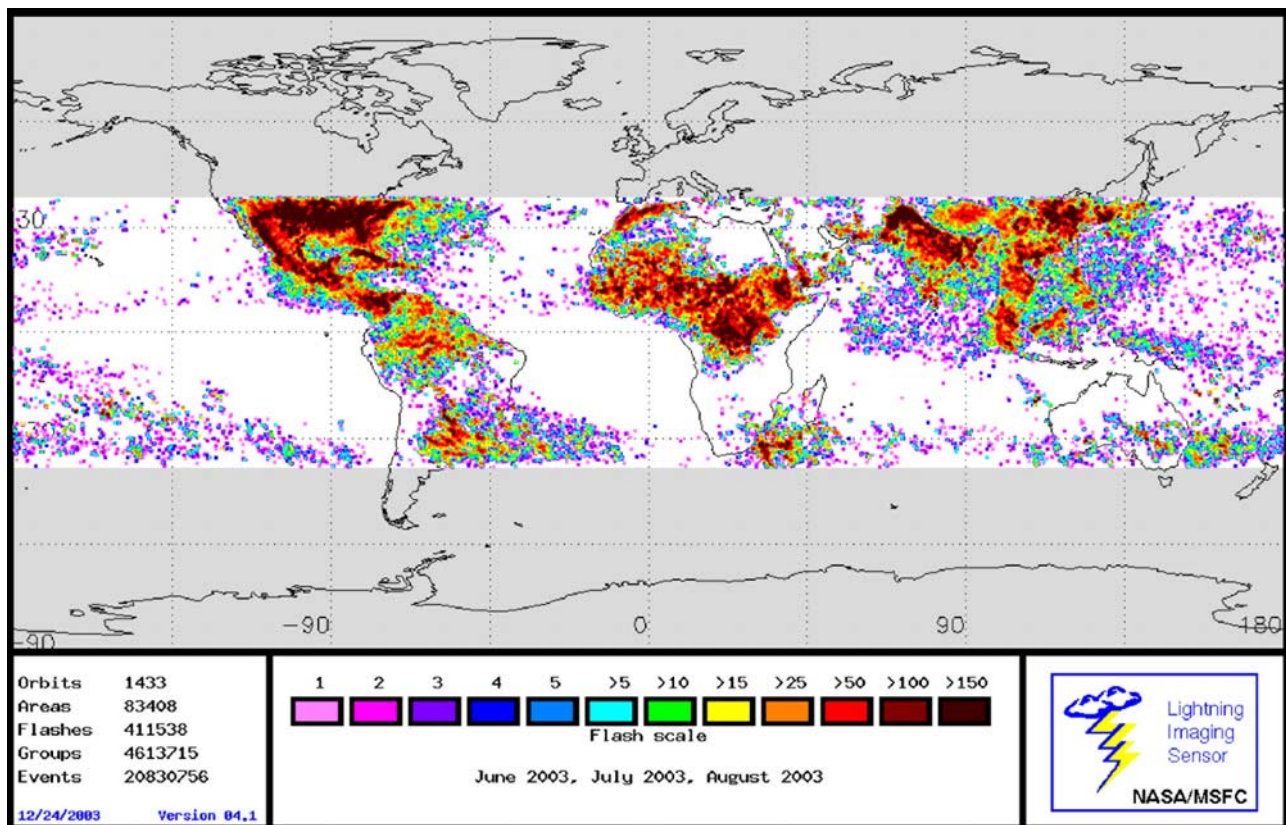 30
-30
-90
-90
0
90
180
Orbits 1433
Areas 83408
Flashes 411538
Groups 4613715
Events 20830756
12/24/2003 Version 04.1
1 2 3 4 5 >5 >10 >15 >25 >50 >100 >150
Flash scale
June 2003, July 2003, August 2003
Lightning
Imaging
Sensor
NASA/MSFC